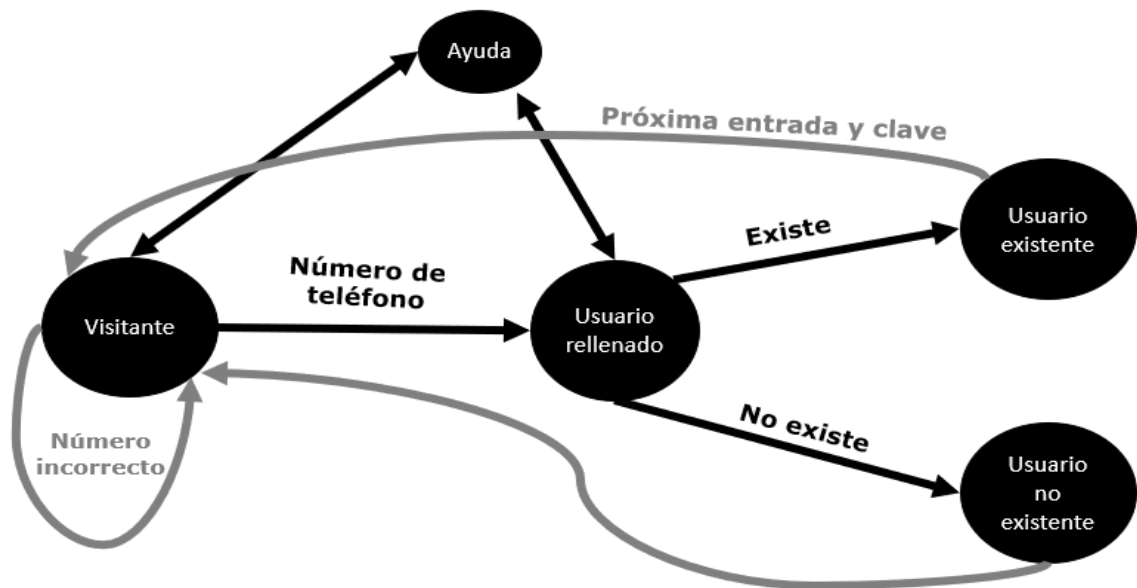 Ayuda
Próxima entrada y clave
Usuario
existente
Existe
Número de
teléfono
Visitante
Usuario
rellenado
No existe
Número
incorrecto
Usuario
no
existente